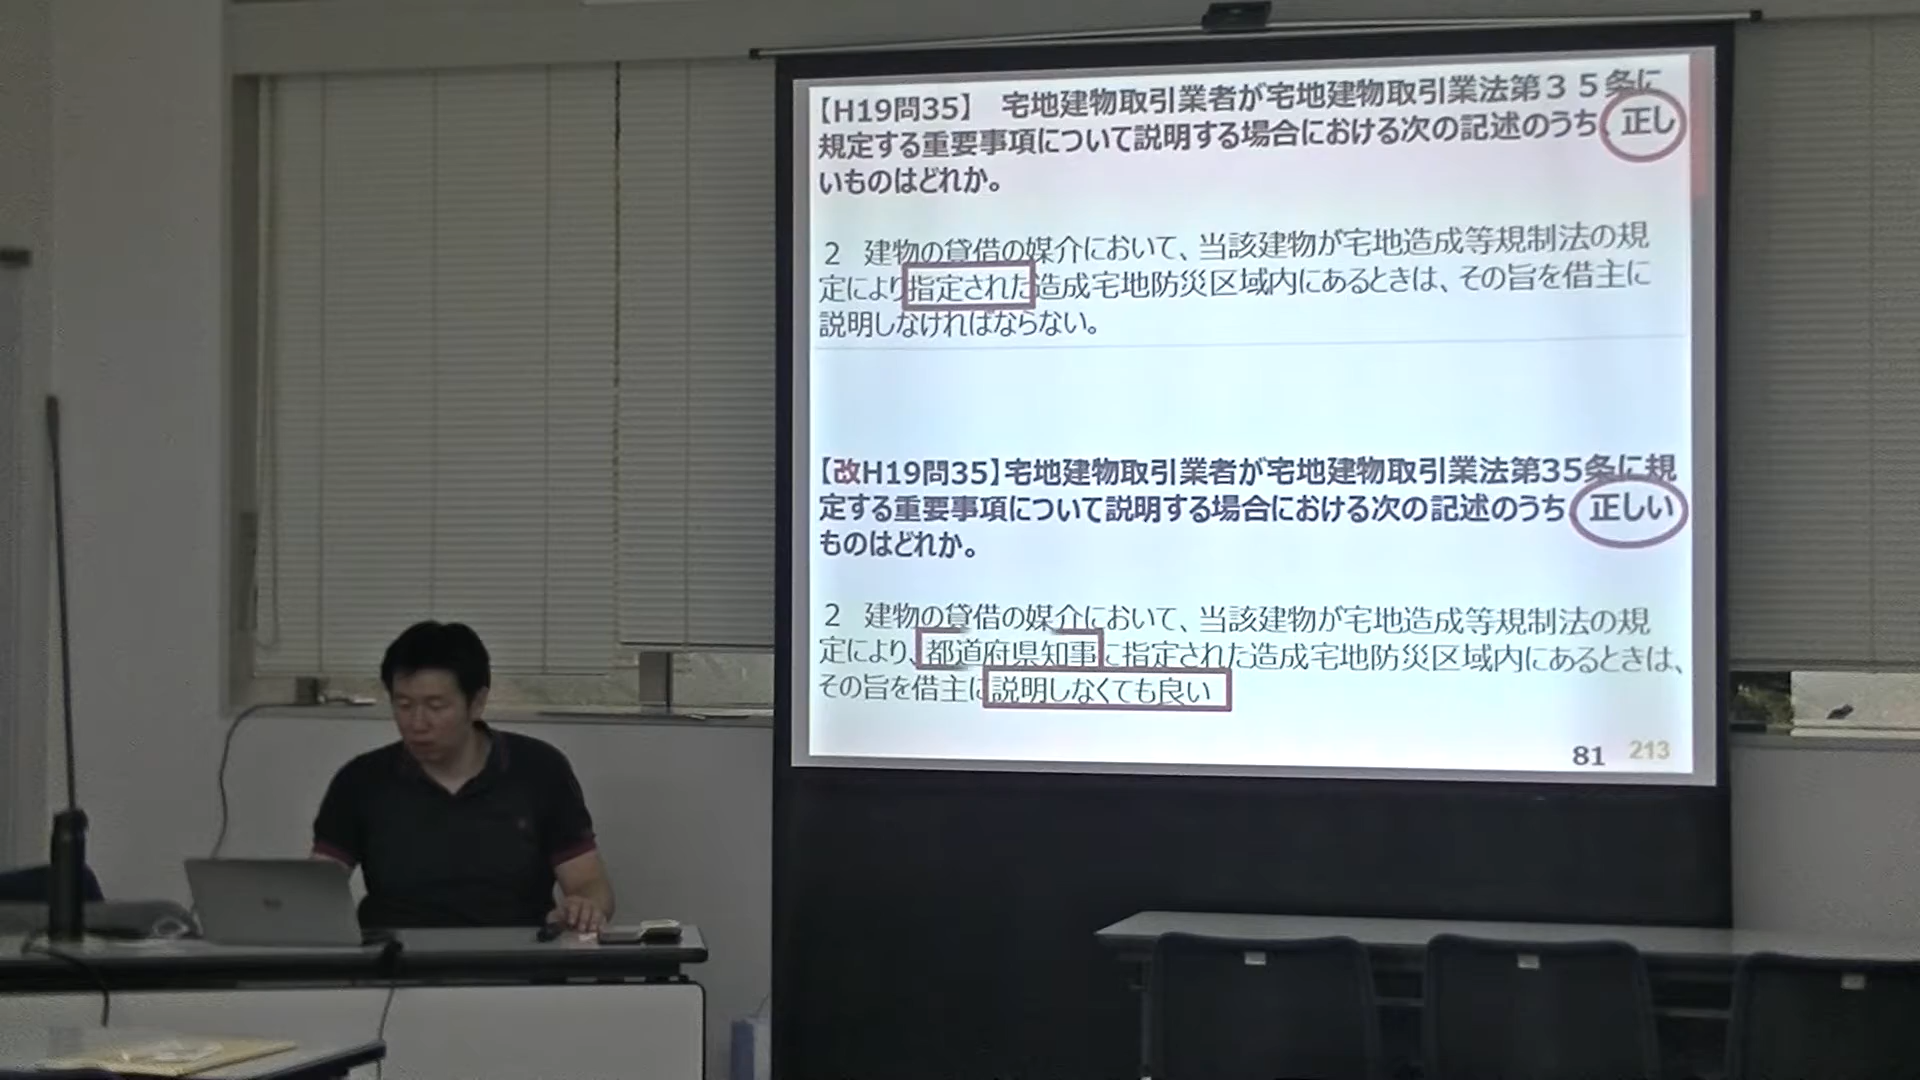 【H19問35】 宅地建物取引業者が宅地建物取引業法第３５条に
規定する重要事項について説明する場合における次の記述のうち、正し
いものはどれか。
２ 建物の貸借の媒介において、当該建物が宅地造成等規制法の規
定により指定された造成宅地防災区域内にあるときは、その旨を借主に
説明しなければならない。
【改H19問35】宅地建物取引業者が宅地建物取引業法第35条に規
定する重要事項について説明する場合における次の記述のうち 正しい
ものはどれか。
２ 建物の貸借の媒介において、当該建物が宅地造成等規制法の規
定により、都道府県知事に指定された造成宅地防災区域内にあるときは、
その旨を借主に説明しなくても良い
81 213